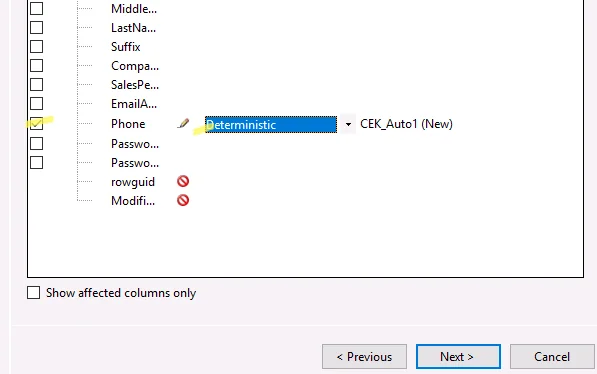 Middle...
LastNa...
Suffix
Compa...
SalesPe...
EmailA...
Phone Deterministic CEK_Auto1 (New)
Passwo...
Passwo...
rowguid
Modifi...
Show affected columns only
< Previous Next > Cancel